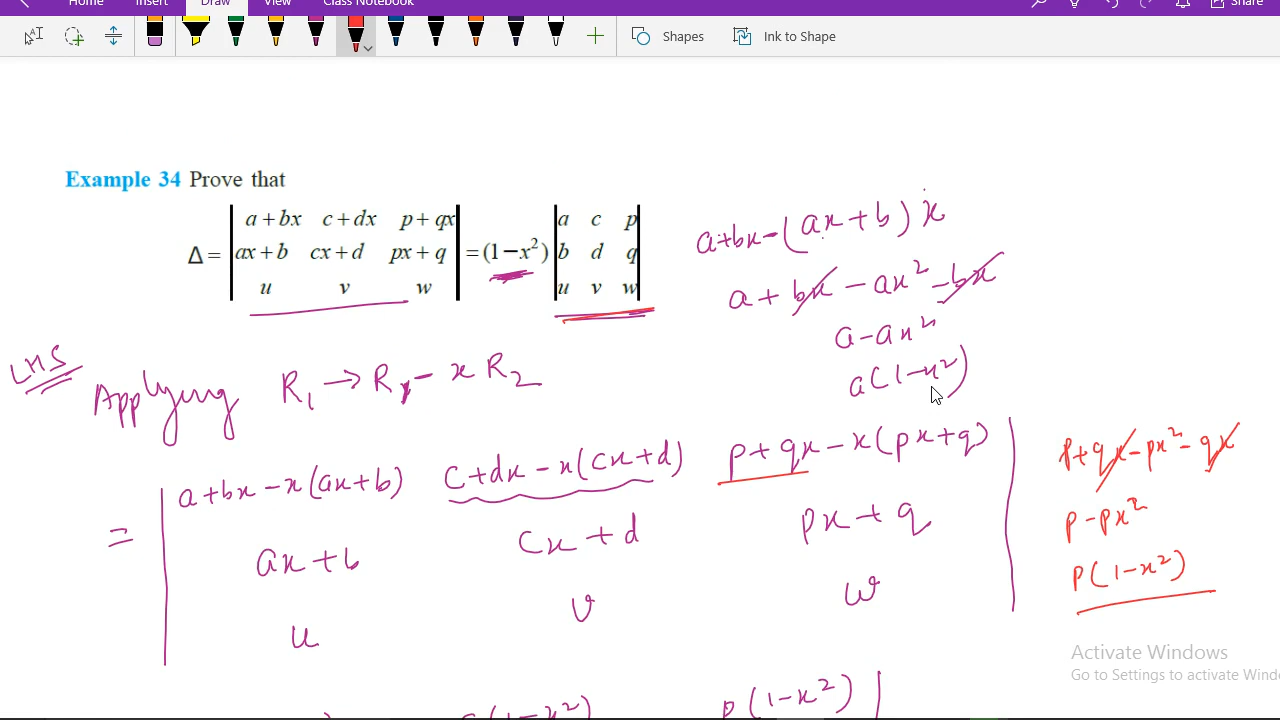 Home Insert Draw View Class Notebook Share
Shapes Ink to Shape
Example 34 Prove that
Δ = | a + bx c + dx p + qx | = (1 − x²) | a c p |
| ax + b cx + d px + q | | b d q |
| u v w | | u v w |
a+bx-(ax+b)x
a + bx - ax² - bx
a-ax²
a(1-x²)
LHS
Applying R₁ → R₁ - x R₂
= | a+bx-x(ax+b) c+dx-x(cx+d) p+qx-x(px+q) |
ax+b cx+d px+q
u v w
p+qx-px²-qx
p-px²
p(1-x²)
p(1-x²) |
Activate Windows
Go to Settings to activate Wind